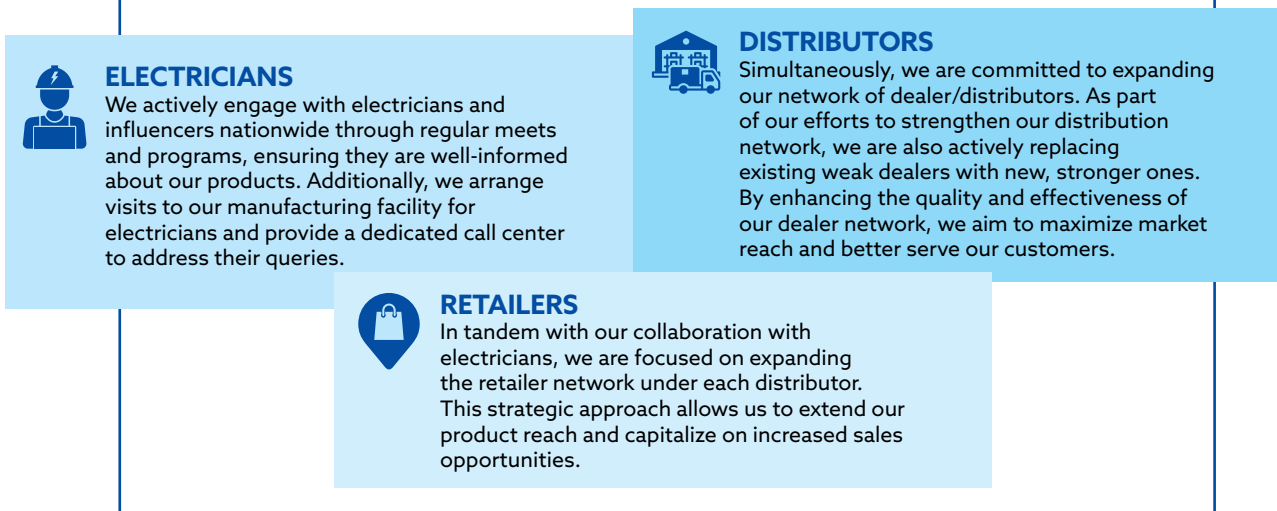 ELECTRICIANS
We actively engage with electricians and
influencers nationwide through regular meets
and programs, ensuring they are well-informed
about our products. Additionally, we arrange
visits to our manufacturing facility for
electricians and provide a dedicated call center
to address their queries.
DISTRIBUTORS
Simultaneously, we are committed to expanding
our network of dealer/distributors. As part
of our efforts to strengthen our distribution
network, we are also actively replacing
existing weak dealers with new, stronger ones.
By enhancing the quality and effectiveness of
our dealer network, we aim to maximize market
reach and better serve our customers.
RETAILERS
In tandem with our collaboration with
electricians, we are focused on expanding
the retailer network under each distributor.
This strategic approach allows us to extend our
product reach and capitalize on increased sales
opportunities.